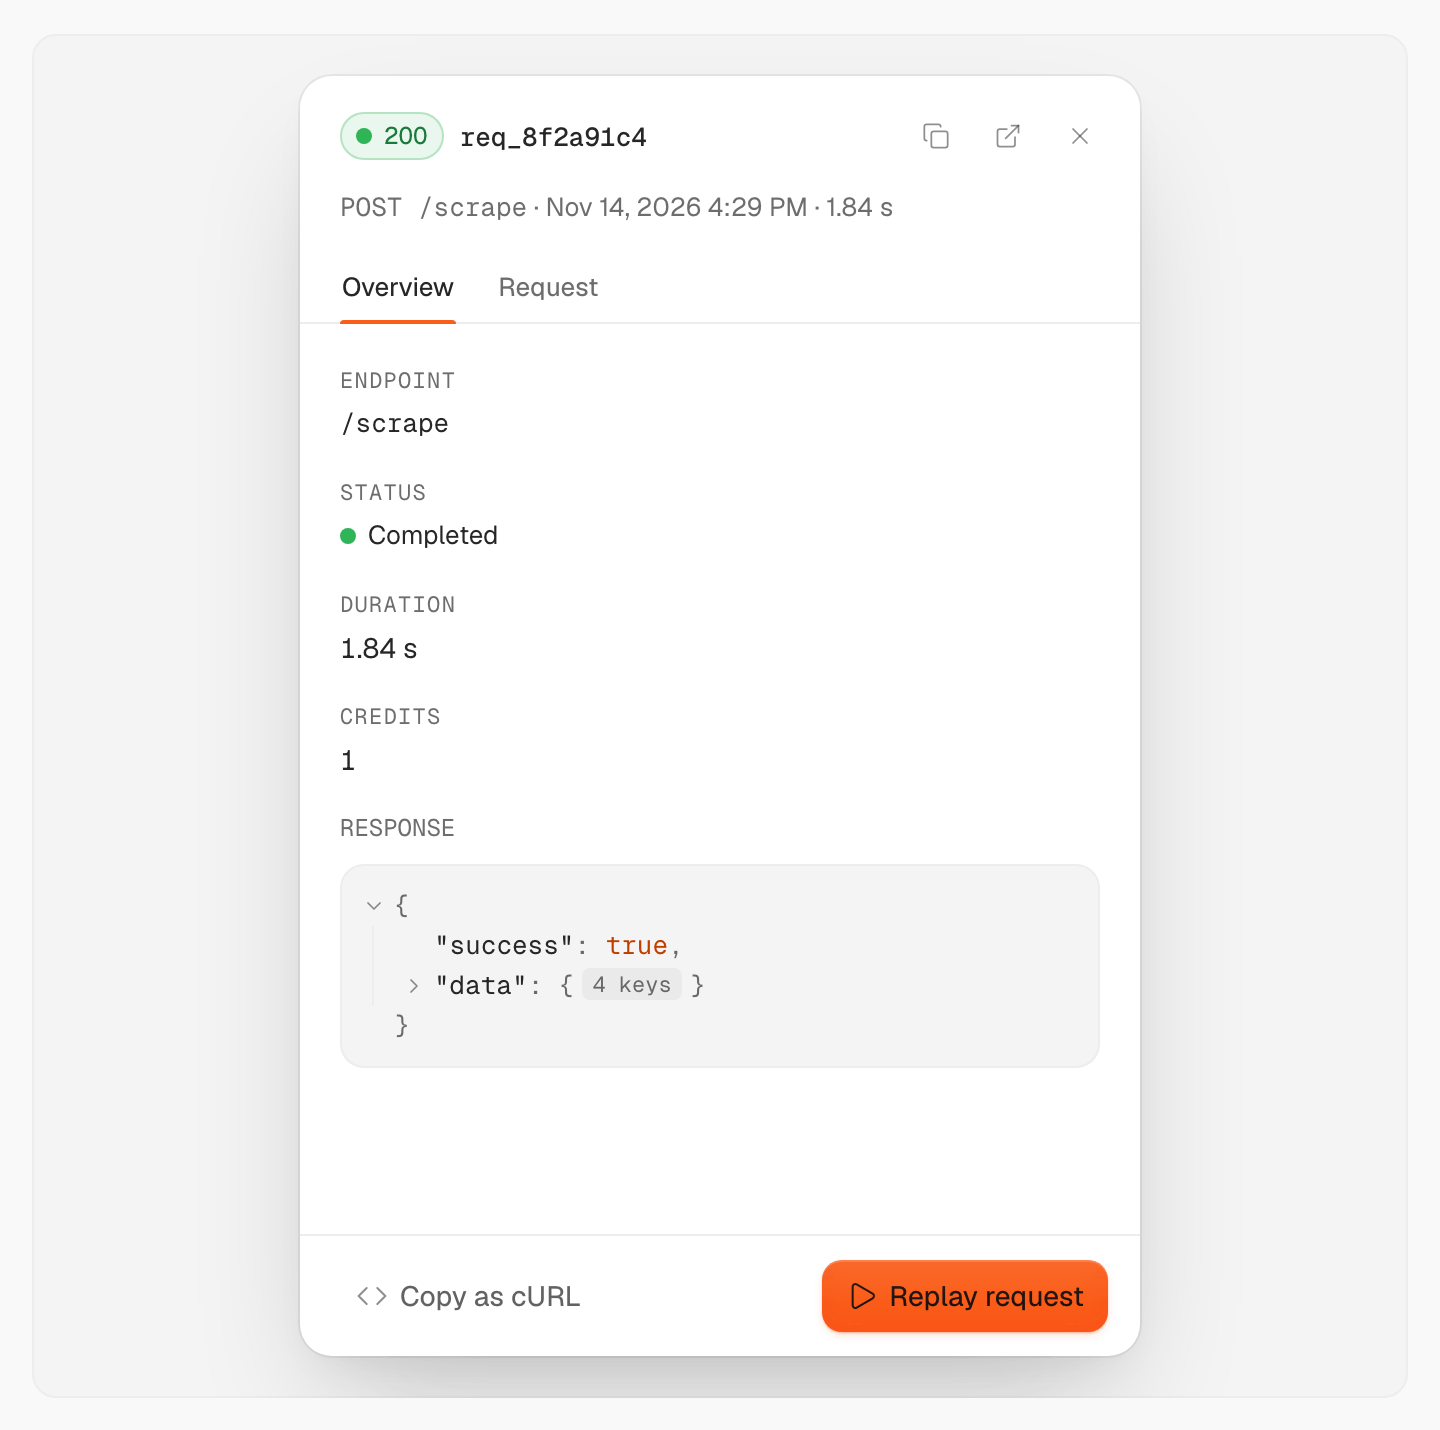 200 req_8f2a91c4
POST /scrape · Nov 14, 2026 4:29 PM · 1.84 s
Overview Request
ENDPOINT
/scrape
STATUS
Completed
DURATION
1.84 s
CREDITS
1
RESPONSE
{
"success": true,
"data": { 4 keys }
}
Copy as cURL Replay request